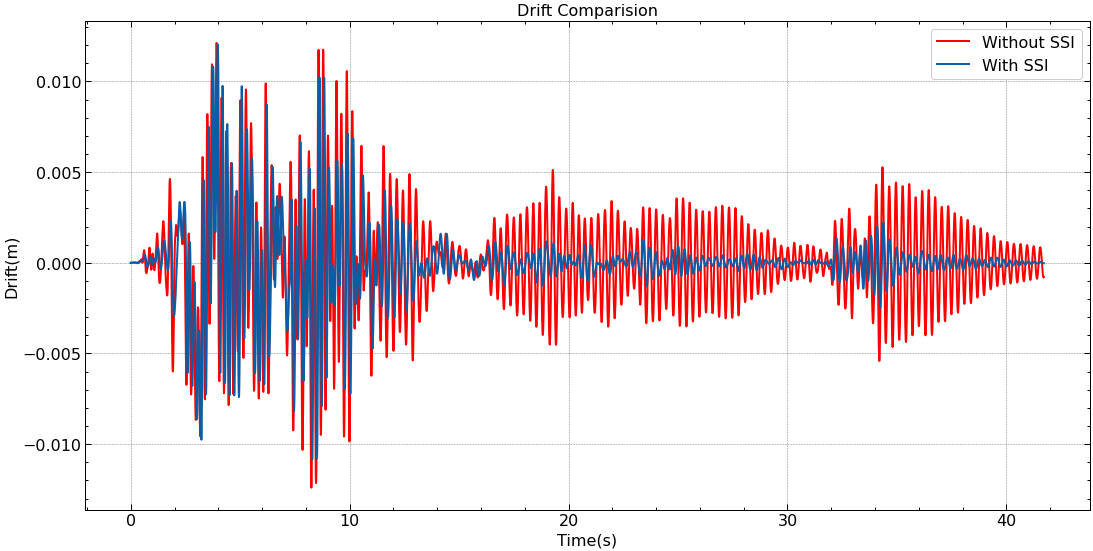 Drift Comparision
Without SSI
With SSI
Drift(m)
0.010
0.005
0.000
−0.005
−0.010
0 10 20 30 40
Time(s)